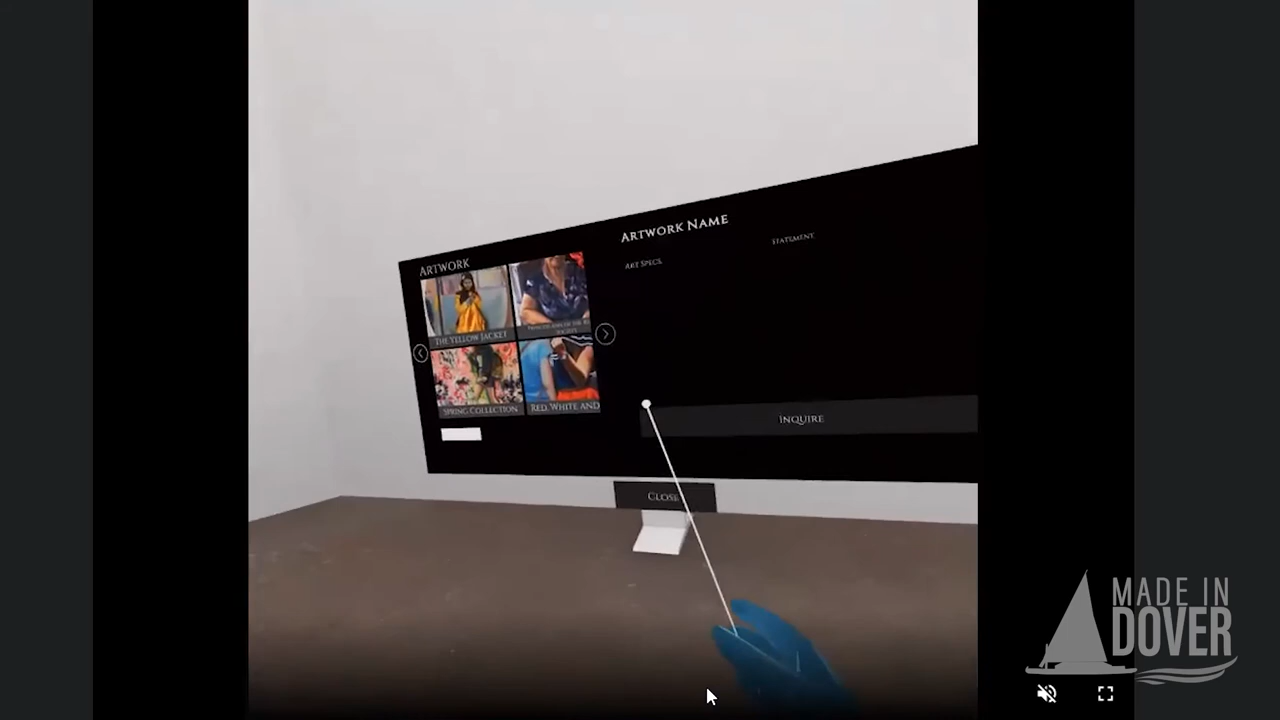 ARTWORK
THE YELLOW JACKET
SPRING COLLECTION
RED, WHITE AND
ARTWORK NAME
ART SPECS.
STATEMENT.
INQUIRE
CLOSE
MADE IN
DOVER